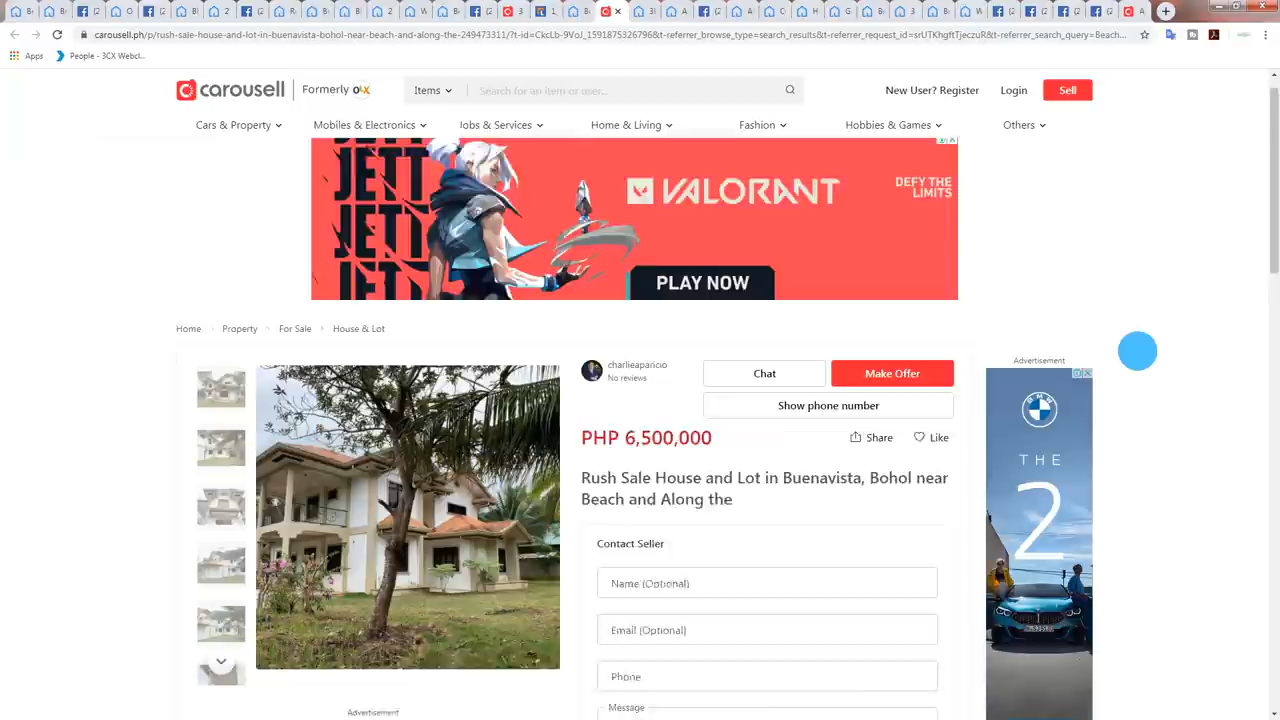 carousell.ph/p/rush-sale-house-and-lot-in-buenavista-bohol-near-beach-and-along-the-249473311/?t-id=CkcLb-9VoJ_1591875326796&t-referrer_browse_type=search_results&t-referrer_request_id=srUTKhgftTjeczuR&t-referrer_search_query=Beach...
Apps People - 3CX Webcl...
carousell Formerly olx Items Search for an item or user... New User? Register Login Sell
Cars & Property Mobiles & Electronics Jobs & Services Home & Living Fashion Hobbies & Games Others
JETT
JETT
JETT
JETT
VALORANT
DEFY THE
LIMITS
PLAY NOW
Home Property For Sale House & Lot
charlieaparicio
No reviews
Chat Make Offer
Show phone number
PHP 6,500,000 Share Like
Rush Sale House and Lot in Buenavista, Bohol near
Beach and Along the
Contact Seller
Name (Optional)
Email (Optional)
Phone
Message
Advertisement
Advertisement
BMW
THE
2